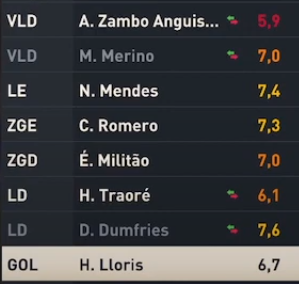 VLD A. Zambo Anguis... 5,9
VLD M. Merino 7,0
LE N. Mendes 7,4
ZGE C. Romero 7,3
ZGD É. Militão 7,0
LD H. Traoré 6,1
LD D. Dumfries 7,6
GOL H. Lloris 6,7